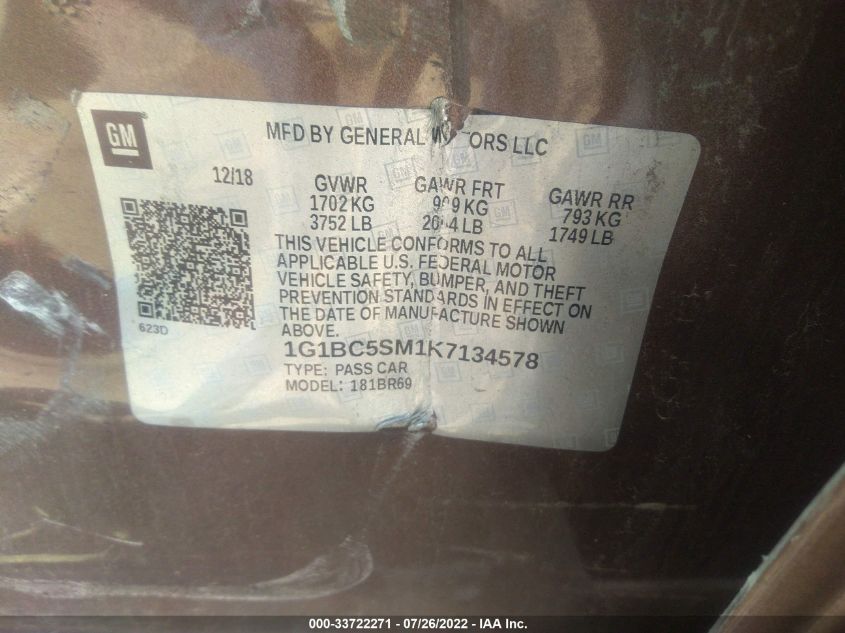 GM
MFD BY GENERAL ORS LLC
12/18
GVWR
1702 KG
3752 LB
GAWR FRT
KG
LB
GAWR RR
793 KG
1749 LB
THIS VEHICLE CONFORMS TO ALL
APPLICABLE U.S. FEDERAL MOTOR
VEHICLE SAFETY, BUMPER, AND THEFT
PREVENTION STANDARDS IN EFFECT ON
THE DATE OF MANUFACTURE SHOWN
ABOVE.
623D
L
1G1BC5SM1K7134578
TYPE: PASS CAR
MODEL: 181BR69
000-33722271 - 07/26/2022 - IAA Inc.